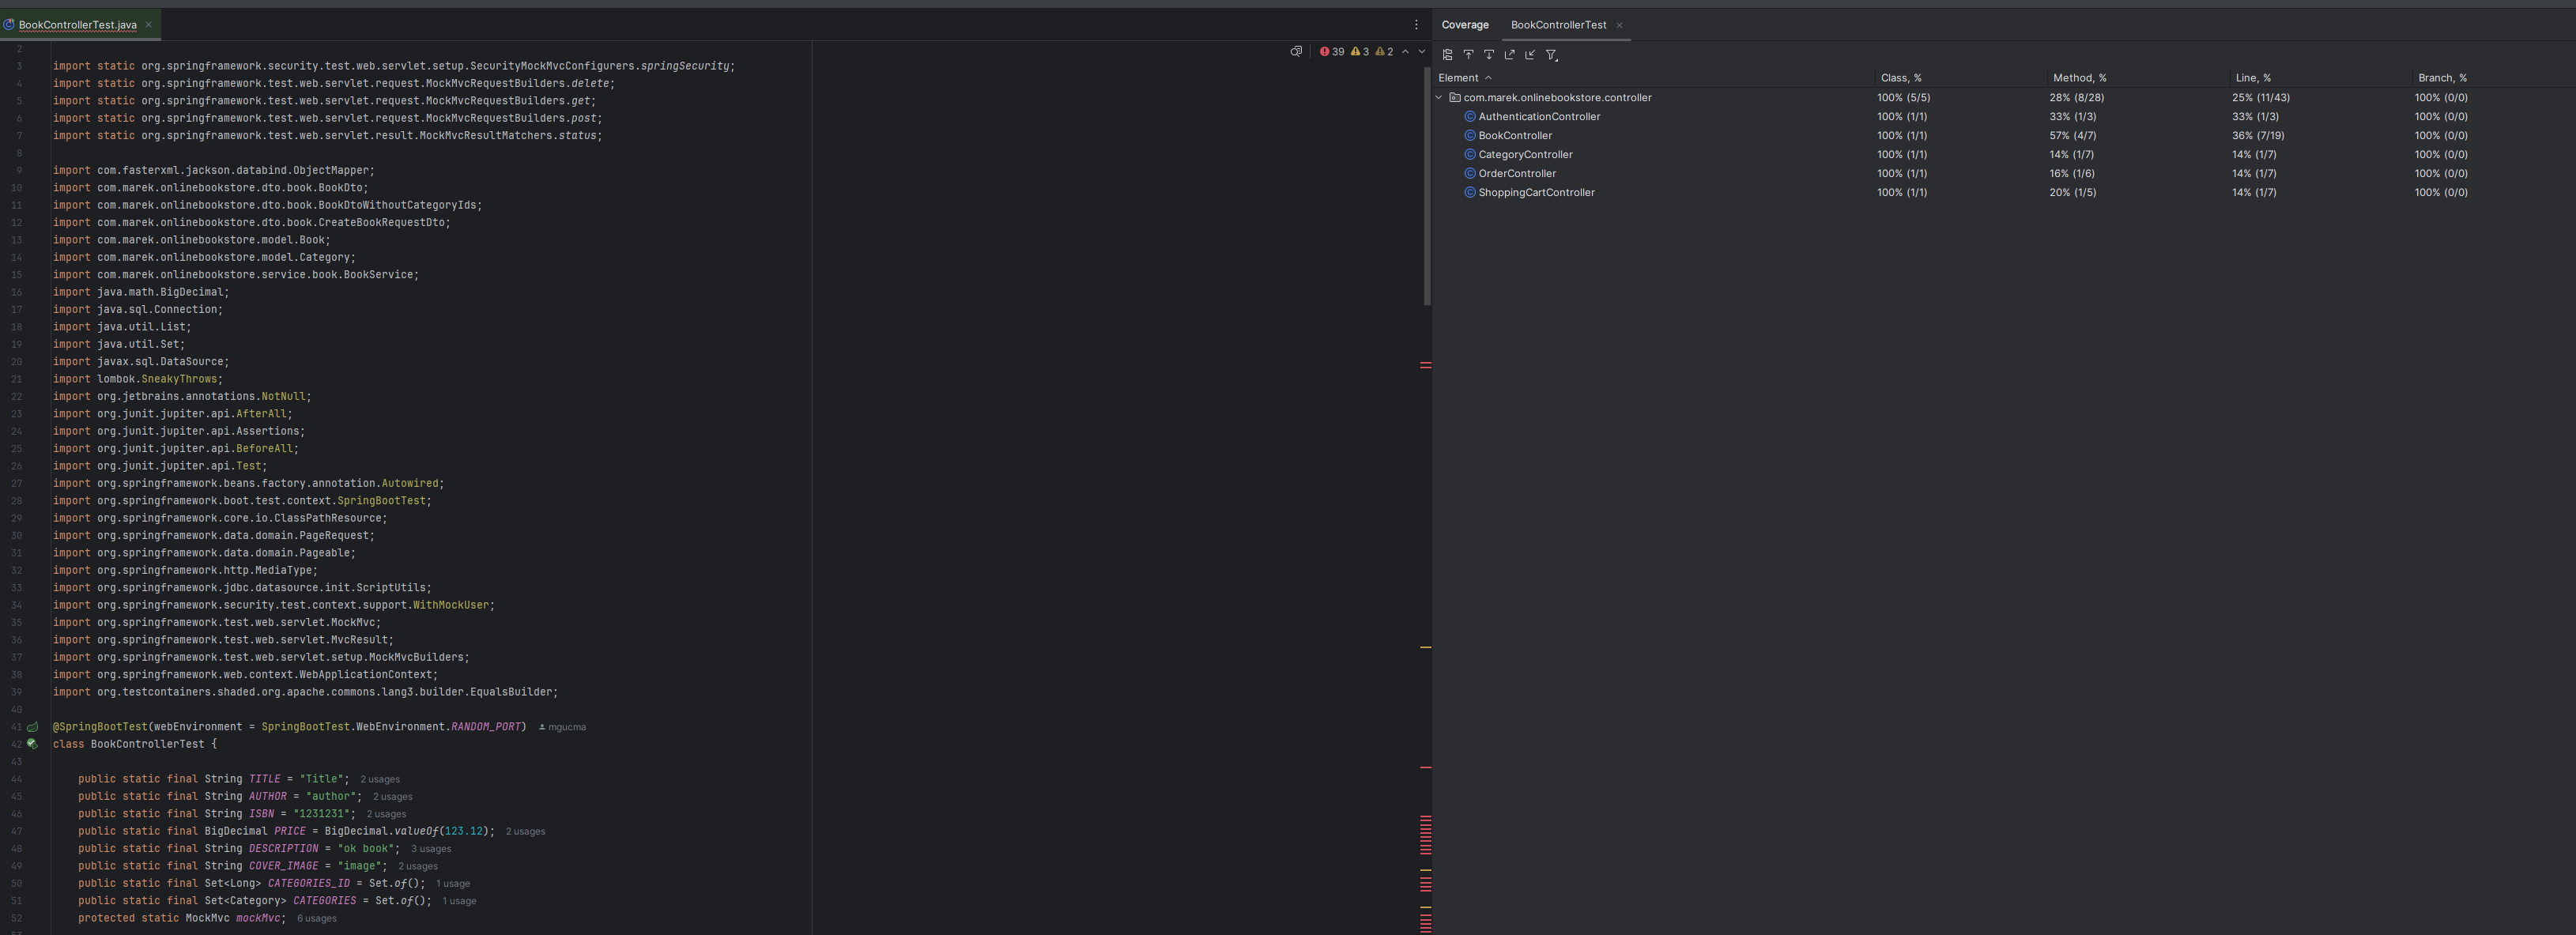 BookControllerTest.java
39 3 2
2
3 import static org.springframework.security.test.web.servlet.setup.SecurityMockMvcConfigurers.springSecurity;
4 import static org.springframework.test.web.servlet.request.MockMvcRequestBuilders.delete;
5 import static org.springframework.test.web.servlet.request.MockMvcRequestBuilders.get;
6 import static org.springframework.test.web.servlet.request.MockMvcRequestBuilders.post;
7 import static org.springframework.test.web.servlet.result.MockMvcResultMatchers.status;
8
9 import com.fasterxml.jackson.databind.ObjectMapper;
10 import com.marek.onlinebookstore.dto.book.BookDto;
11 import com.marek.onlinebookstore.dto.book.BookDtoWithoutCategoryIds;
12 import com.marek.onlinebookstore.dto.book.CreateBookRequestDto;
13 import com.marek.onlinebookstore.model.Book;
14 import com.marek.onlinebookstore.model.Category;
15 import com.marek.onlinebookstore.service.book.BookService;
16 import java.math.BigDecimal;
17 import java.sql.Connection;
18 import java.util.List;
19 import java.util.Set;
20 import javax.sql.DataSource;
21 import lombok.SneakyThrows;
22 import org.jetbrains.annotations.NotNull;
23 import org.junit.jupiter.api.AfterAll;
24 import org.junit.jupiter.api.Assertions;
25 import org.junit.jupiter.api.BeforeAll;
26 import org.junit.jupiter.api.Test;
27 import org.springframework.beans.factory.annotation.Autowired;
28 import org.springframework.boot.test.context.SpringBootTest;
29 import org.springframework.core.io.ClassPathResource;
30 import org.springframework.data.domain.PageRequest;
31 import org.springframework.data.domain.Pageable;
32 import org.springframework.http.MediaType;
33 import org.springframework.jdbc.datasource.init.ScriptUtils;
34 import org.springframework.security.test.context.support.WithMockUser;
35 import org.springframework.test.web.servlet.MockMvc;
36 import org.springframework.test.web.servlet.MvcResult;
37 import org.springframework.test.web.servlet.setup.MockMvcBuilders;
38 import org.springframework.web.context.WebApplicationContext;
39 import org.testcontainers.shaded.org.apache.commons.lang3.builder.EqualsBuilder;
40
41 @SpringBootTest(webEnvironment = SpringBootTest.WebEnvironment.RANDOM_PORT) mgucma
42 class BookControllerTest {
43
44 public static final String TITLE = "Title"; 2 usages
45 public static final String AUTHOR = "author"; 2 usages
46 public static final String ISBN = "1231231"; 2 usages
47 public static final BigDecimal PRICE = BigDecimal.valueOf(123.12); 2 usages
48 public static final String DESCRIPTION = "ok book"; 3 usages
49 public static final String COVER_IMAGE = "image"; 2 usages
50 public static final Set<Long> CATEGORIES_ID = Set.of(); 1 usage
51 public static final Set<Category> CATEGORIES = Set.of(); 1 usage
52 protected static MockMvc mockMvc; 6 usages
53
Coverage BookControllerTest
Element Class, % Method, % Line, % Branch, %
com.marek.onlinebookstore.controller 100% (5/5) 28% (8/28) 25% (11/43) 100% (0/0)
AuthenticationController 100% (1/1) 33% (1/3) 33% (1/3) 100% (0/0)
BookController 100% (1/1) 57% (4/7) 36% (7/19) 100% (0/0)
CategoryController 100% (1/1) 14% (1/7) 14% (1/7) 100% (0/0)
OrderController 100% (1/1) 16% (1/6) 14% (1/7) 100% (0/0)
ShoppingCartController 100% (1/1) 20% (1/5) 14% (1/7) 100% (0/0)